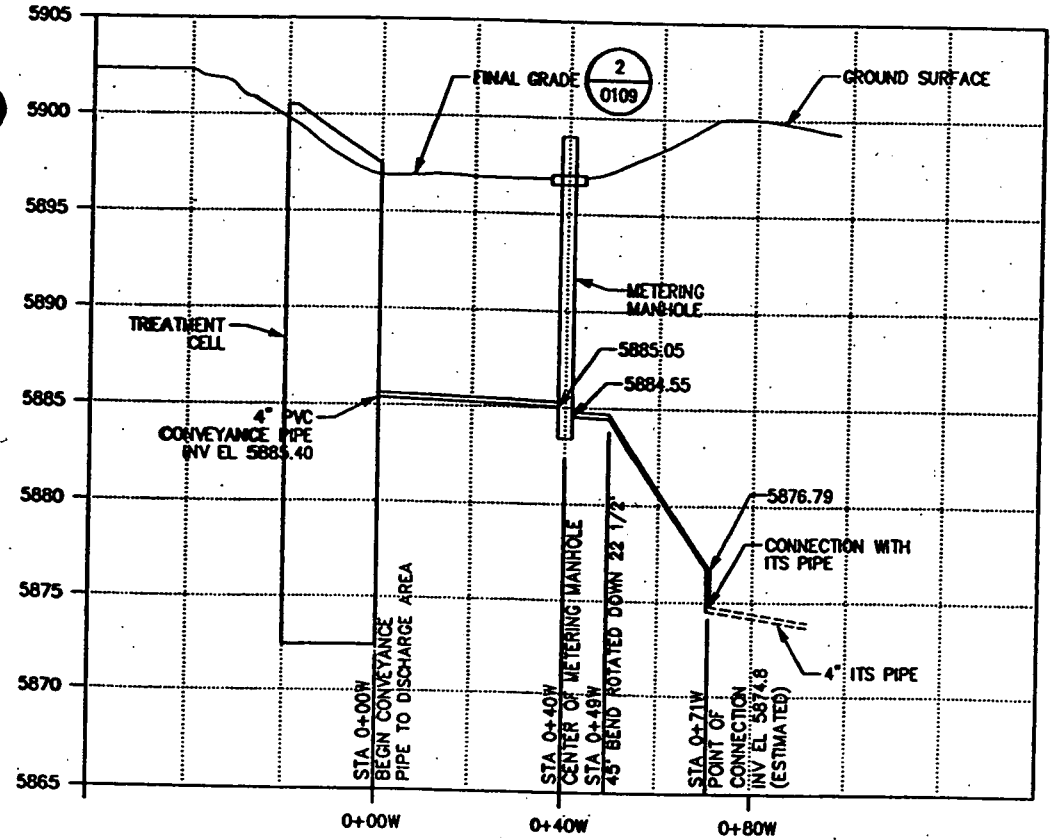 5905
5900
5895
5890
5885
5880
5875
5870
5865
FINAL GRADE
2
0109
GROUND SURFACE
TREATMENT
CELL
METERING
MANHOLE
5885.05
5884.55
4" PVC
CONVEYANCE PIPE
INV EL 5885.40
5876.79
CONNECTION WITH
ITS PIPE
4" ITS PIPE
STA 0+00W
BEGIN CONVEYANCE
PIPE TO DISCHARGE AREA
STA 0+40W
CENTER OF METERING MANHOLE
STA 0+49W
45° BEND ROTATED DOWN 22 1/2°
STA 0+71W
POINT OF
CONNECTION
INV EL 5874.8
(ESTIMATED)
0+00W
0+40W
0+80W